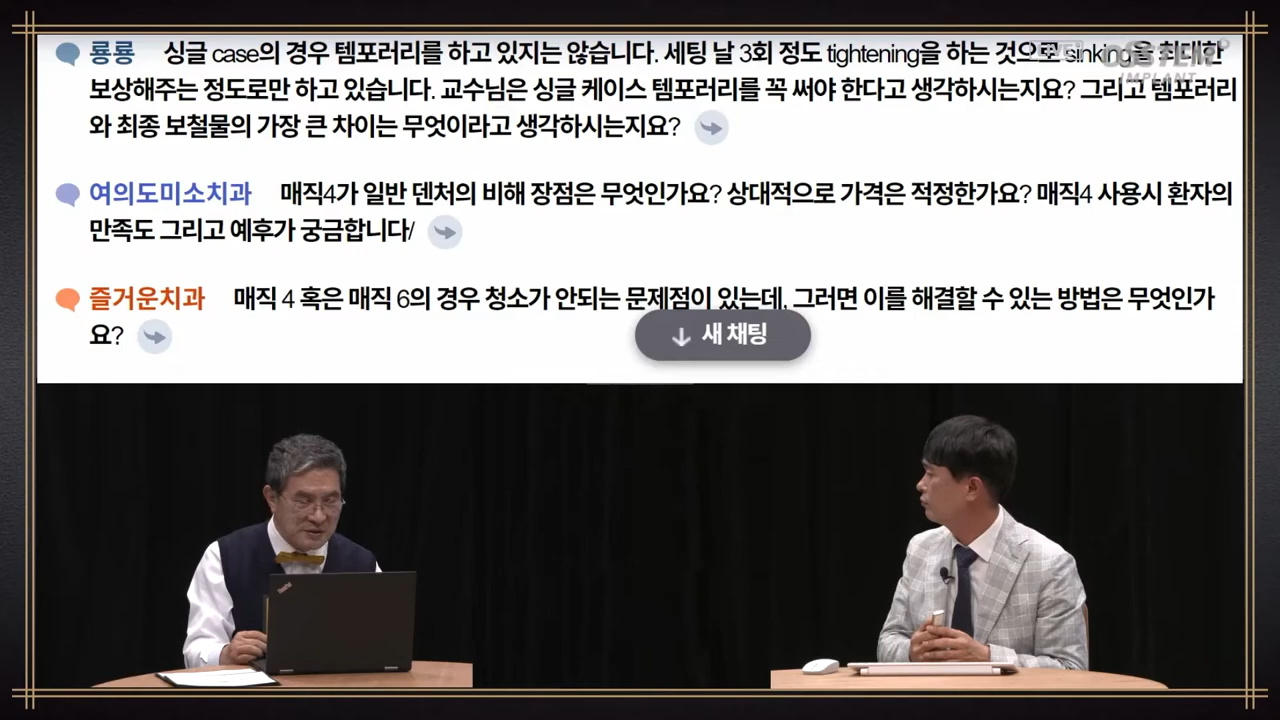 룡룡 싱글 case의 경우 템포러리를 하고 있지는 않습니다. 세팅 날 3회 정도 tightening을 하는 것으로 sinking을 최대한
보상해주는 정도로만 하고 있습니다. 교수님은 싱글 케이스 템포러리를 꼭 써야 한다고 생각하시는지요? 그리고 템포러리
와 최종 보철물의 가장 큰 차이는 무엇이라고 생각하시는지요?
여의도미소치과 매직4가 일반 덴처의 비해 장점은 무엇인가요? 상대적으로 가격은 적정한가요? 매직4 사용시 환자의
만족도 그리고 예후가 궁금합니다/
즐거운치과 매직 4 혹은 매직 6의 경우 청소가 안되는 문제점이 있는데, 그러면 이를 해결할 수 있는 방법은 무엇인가
요?
새 채팅
IMPLANT
ThinkPad